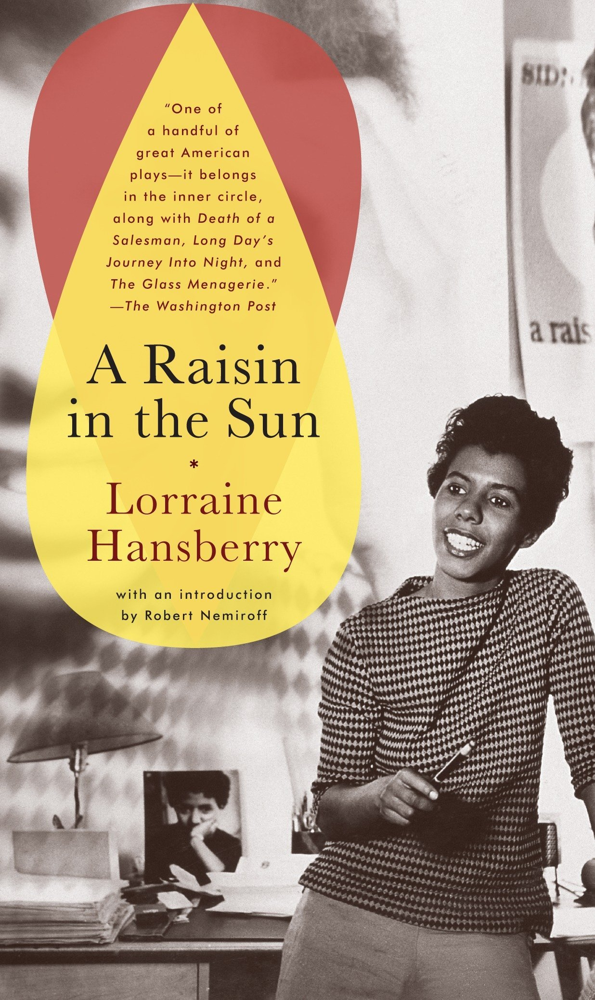 “One of
a handful of
great American
plays—it belongs
in the inner circle,
along with Death of a
Salesman, Long Day’s
Journey Into Night, and
The Glass Menagerie.”
—The Washington Post
A Raisin
in the Sun
*
Lorraine
Hansberry
with an introduction
by Robert Nemiroff
a rais